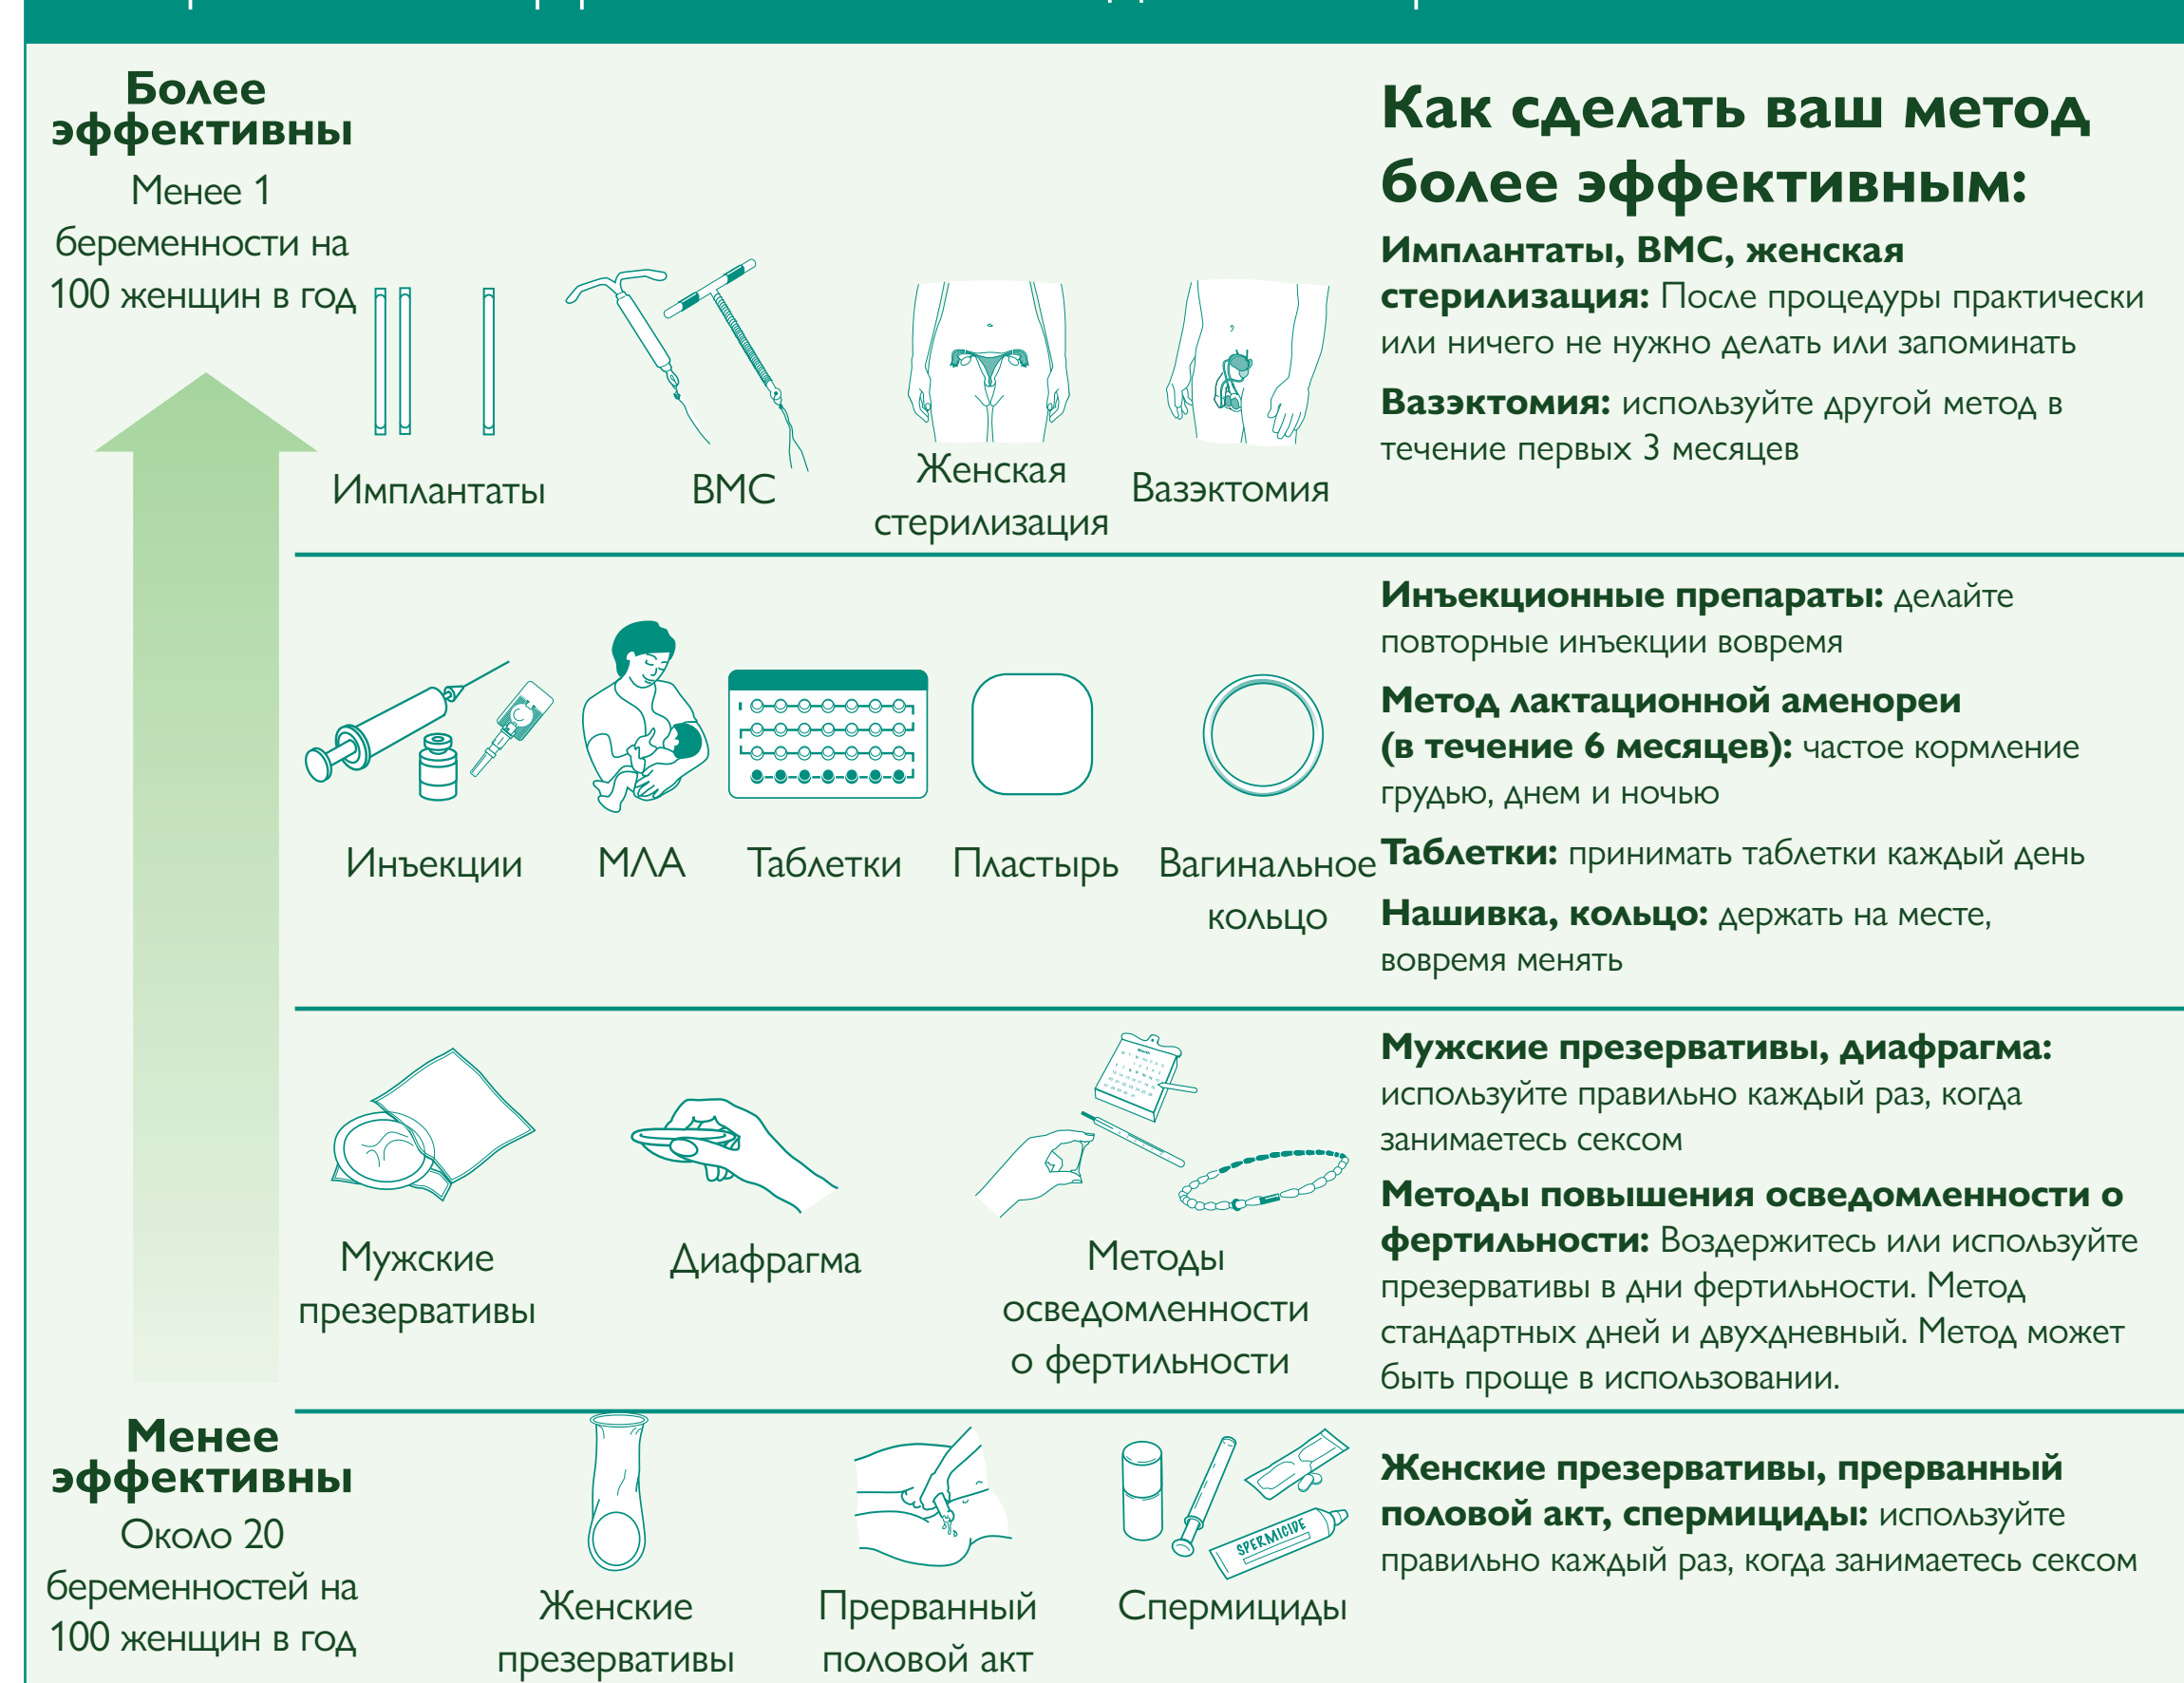 Более
эффективны
Менее 1
беременности на
100 женщин в год
Имплантаты
ВМС
Женская
стерилизация
Вазэктомия
Как сделать ваш метод
более эффективным:
Имплантаты, ВМС, женская
стерилизация: После процедуры практически
или ничего не нужно делать или запоминать
Вазэктомия: используйте другой метод в
течение первых 3 месяцев
Инъекции
МЛА
Таблетки
Пластырь
Вагинальное
кольцо
Инъекционные препараты: делайте
повторные инъекции вовремя
Метод лактационной аменореи
(в течение 6 месяцев): частое кормление
грудью, днем и ночью
Таблетки: принимать таблетки каждый день
Нашивка, кольцо: держать на месте,
вовремя менять
Мужские
презервативы
Диафрагма
Методы
осведомленности
о фертильности
Мужские презервативы, диафрагма:
используйте правильно каждый раз, когда
занимаетесь сексом
Методы повышения осведомленности о
фертильности: Воздержитесь или используйте
презервативы в дни фертильности. Метод
стандартных дней и двухдневный. Метод может
быть проще в использовании.
Менее
эффективны
Около 20
беременностей на
100 женщин в год
Женские
презервативы
Прерванный
половой акт
SPERMICIDE
Спермициды
Женские презервативы, прерванный
половой акт, спермициды: используйте
правильно каждый раз, когда занимаетесь сексом